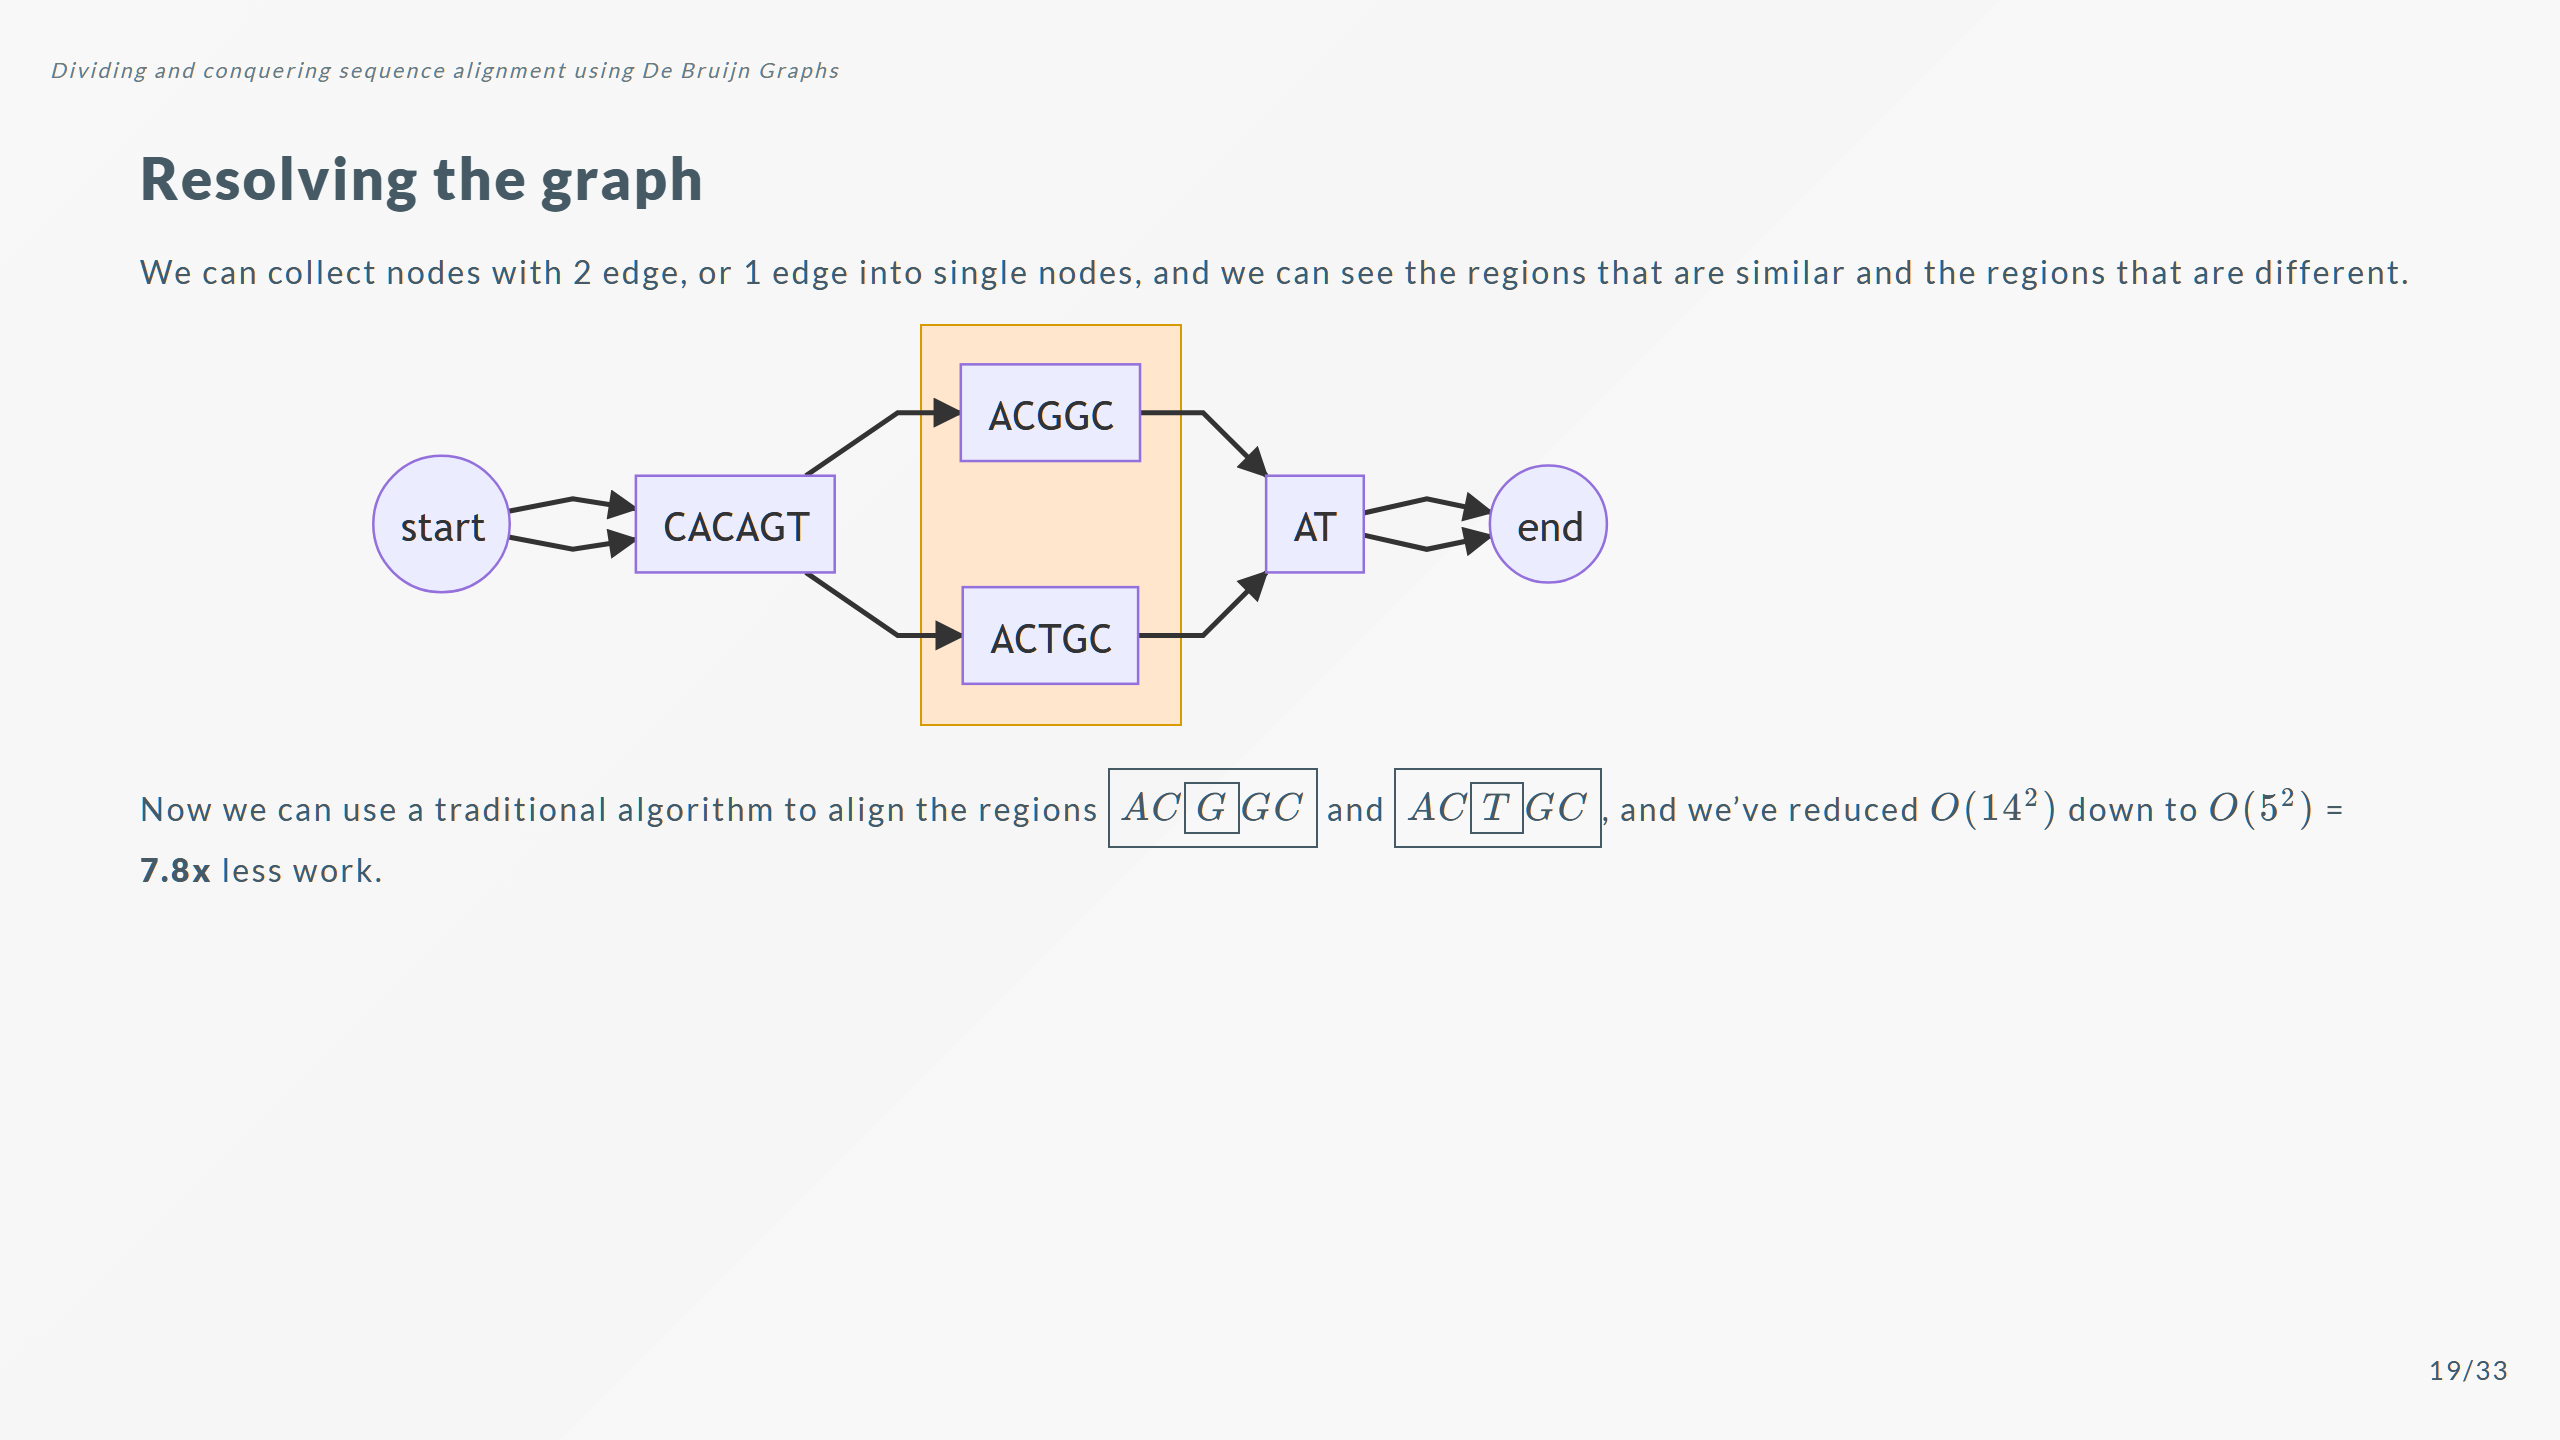 Dividing and conquering sequence alignment using De Bruijn Graphs
Resolving the graph
We can collect nodes with 2 edge, or 1 edge into single nodes, and we can see the regions that are similar and the regions that are different.
start
CACAGT
ACGGC
ACTGC
AT
end
Now we can use a traditional algorithm to align the regions ACGGC and ACTGC, and we’ve reduced O(14²) down to O(5²) =
7.8x less work.
19/33